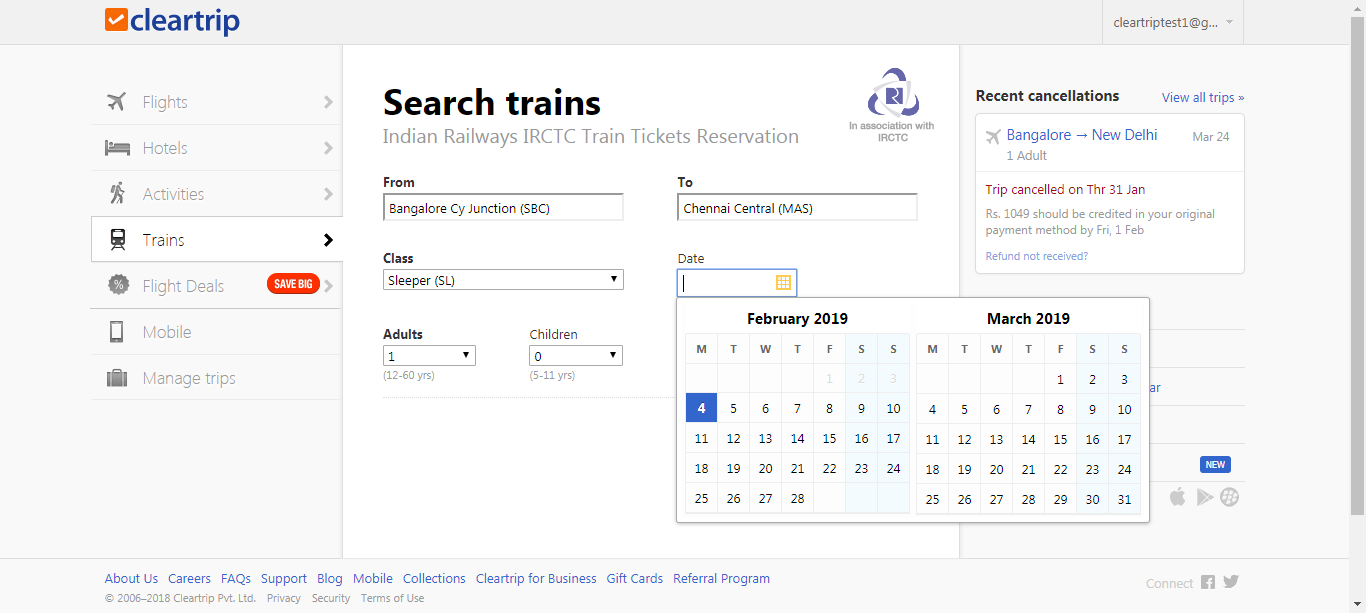 cleartrip
cleartriptest1@g...
Flights
Hotels
Activities
Trains
Flight Deals SAVE BIG
Mobile
Manage trips
Search trains
Indian Railways IRCTC Train Tickets Reservation
In association with
IRCTC
From
Bangalore Cy Junction (SBC)
To
Chennai Central (MAS)
Class
Sleeper (SL)
Date
Adults
1
(12-60 yrs)
Children
0
(5-11 yrs)
February 2019
M T W T F S S
1 2 3
4 5 6 7 8 9 10
11 12 13 14 15 16 17
18 19 20 21 22 23 24
25 26 27 28
March 2019
M T W T F S S
1 2 3
4 5 6 7 8 9 10
11 12 13 14 15 16 17
18 19 20 21 22 23 24
25 26 27 28 29 30 31
Recent cancellations View all trips »
Bangalore → New Delhi Mar 24
1 Adult
Trip cancelled on Thr 31 Jan
Rs. 1049 should be credited in your original
payment method by Fri, 1 Feb
Refund not received?
ar
NEW
About Us Careers FAQs Support Blog Mobile Collections Cleartrip for Business Gift Cards Referral Program
© 2006–2018 Cleartrip Pvt. Ltd. Privacy Security Terms of Use
Connect